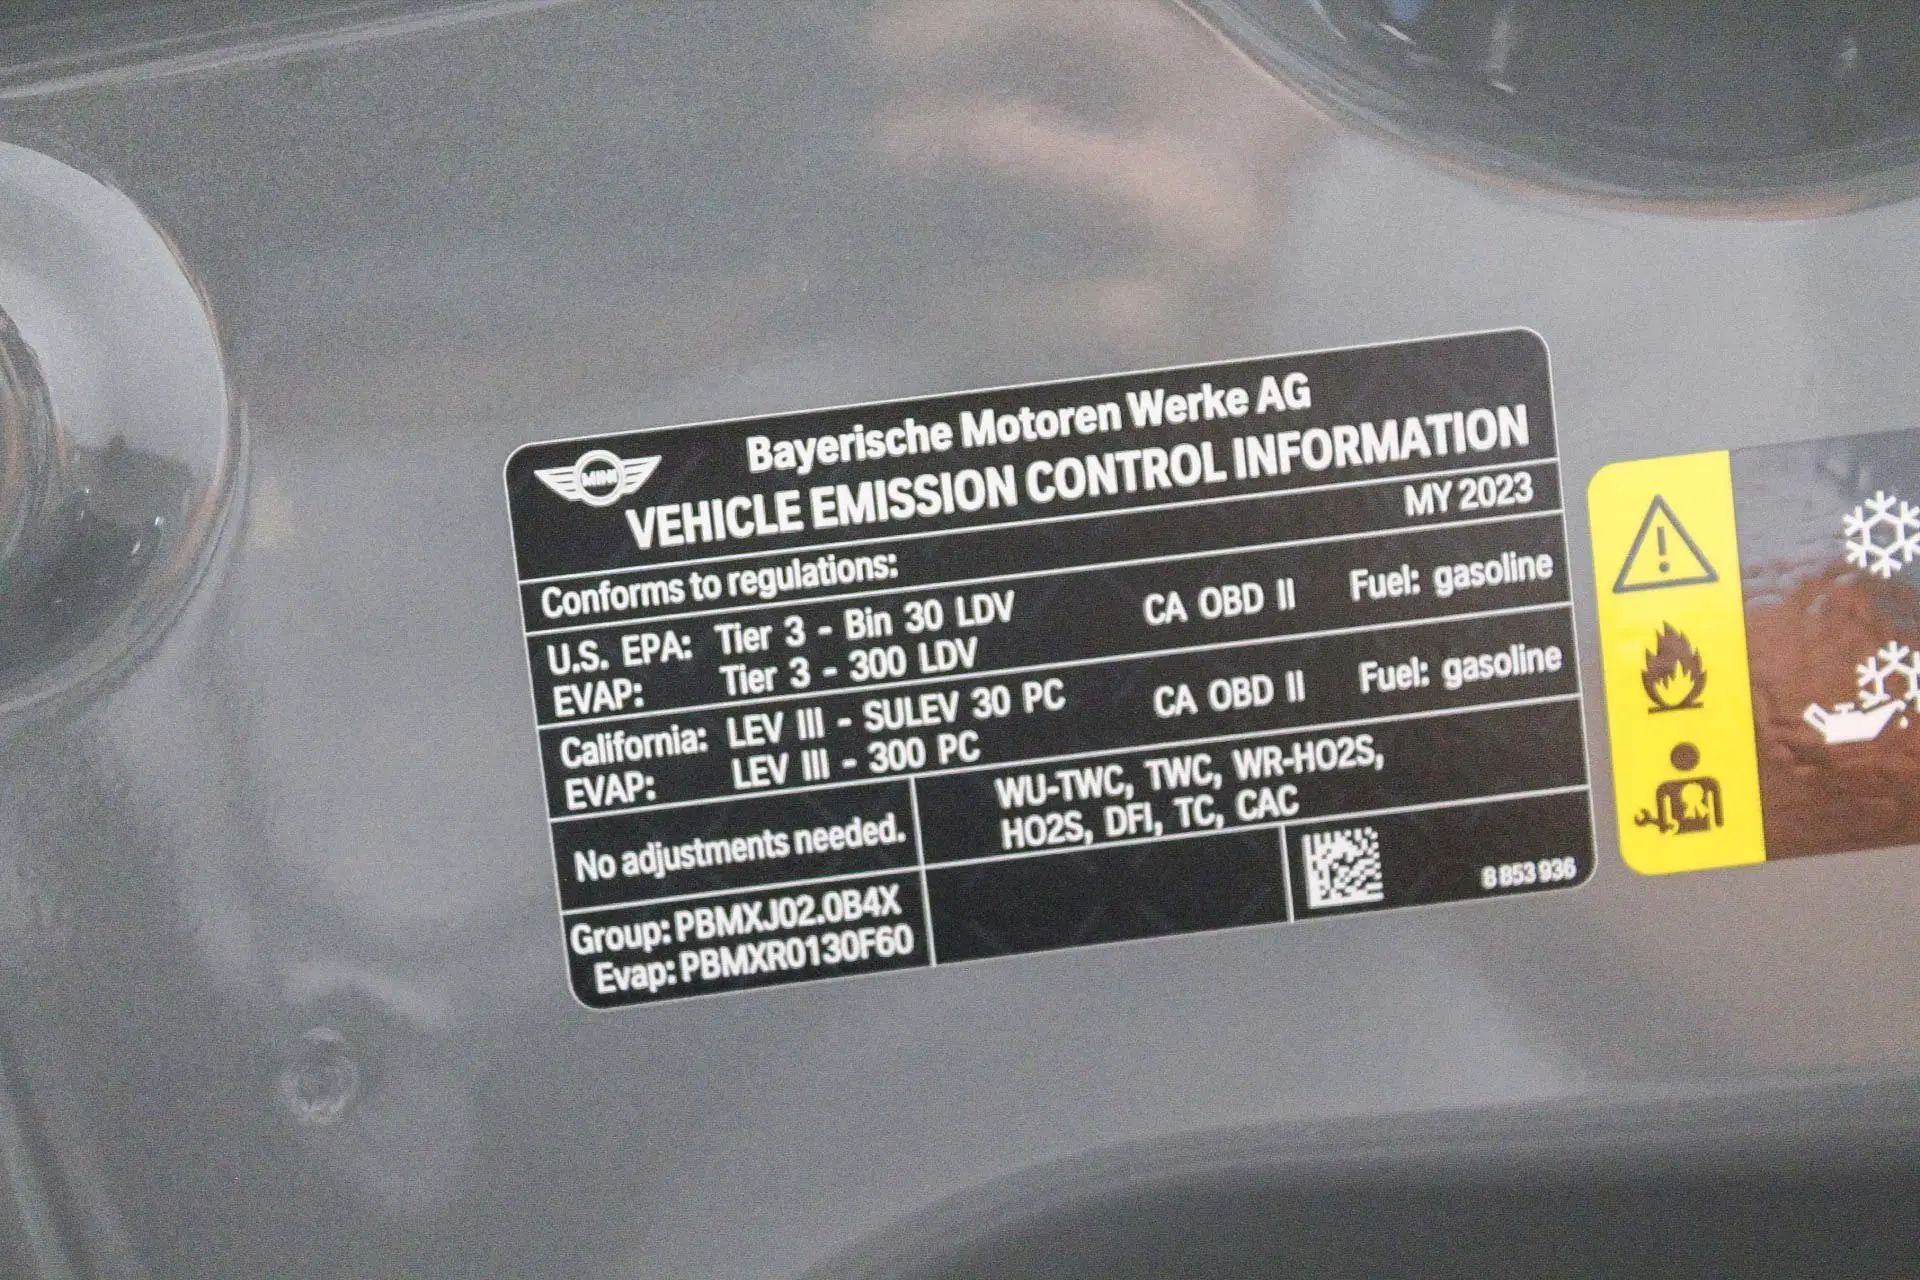 MINI
Bayerische Motoren Werke AG
VEHICLE EMISSION CONTROL INFORMATION
MY 2023
Conforms to regulations:
U.S. EPA: Tier 3 - Bin 30 LDV CA OBD II Fuel: gasoline
EVAP: Tier 3 - 300 LDV
California: LEV III - SULEV 30 PC CA OBD II Fuel: gasoline
EVAP: LEV III - 300 PC
No adjustments needed.
WU-TWC, TWC, WR-HO2S,
HO2S, DFI, TC, CAC
Group: PBMXJ02.0B4X
Evap: PBMXR0130F60
8 853 936